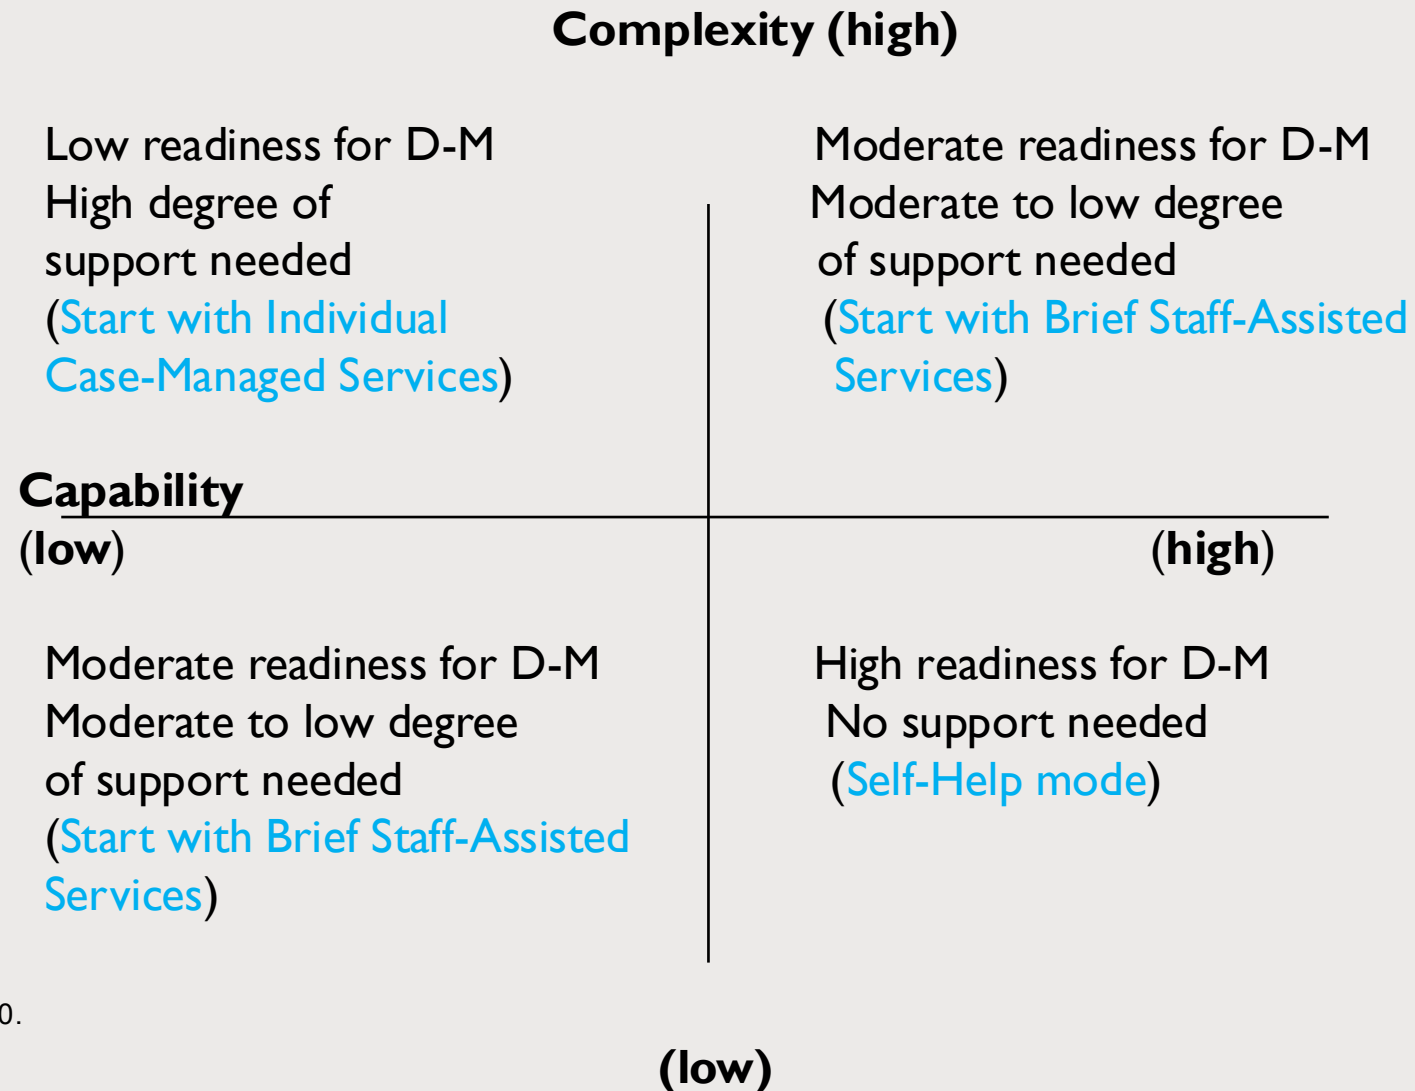 Complexity (high)
Low readiness for D-M
High degree of
support needed
(Start with Individual
Case-Managed Services)
Moderate readiness for D-M
Moderate to low degree
of support needed
(Start with Brief Staff-Assisted
Services)
Capability
(low)
(high)
Moderate readiness for D-M
Moderate to low degree
of support needed
(Start with Brief Staff-Assisted
Services)
High readiness for D-M
No support needed
(Self-Help mode)
0.
(low)